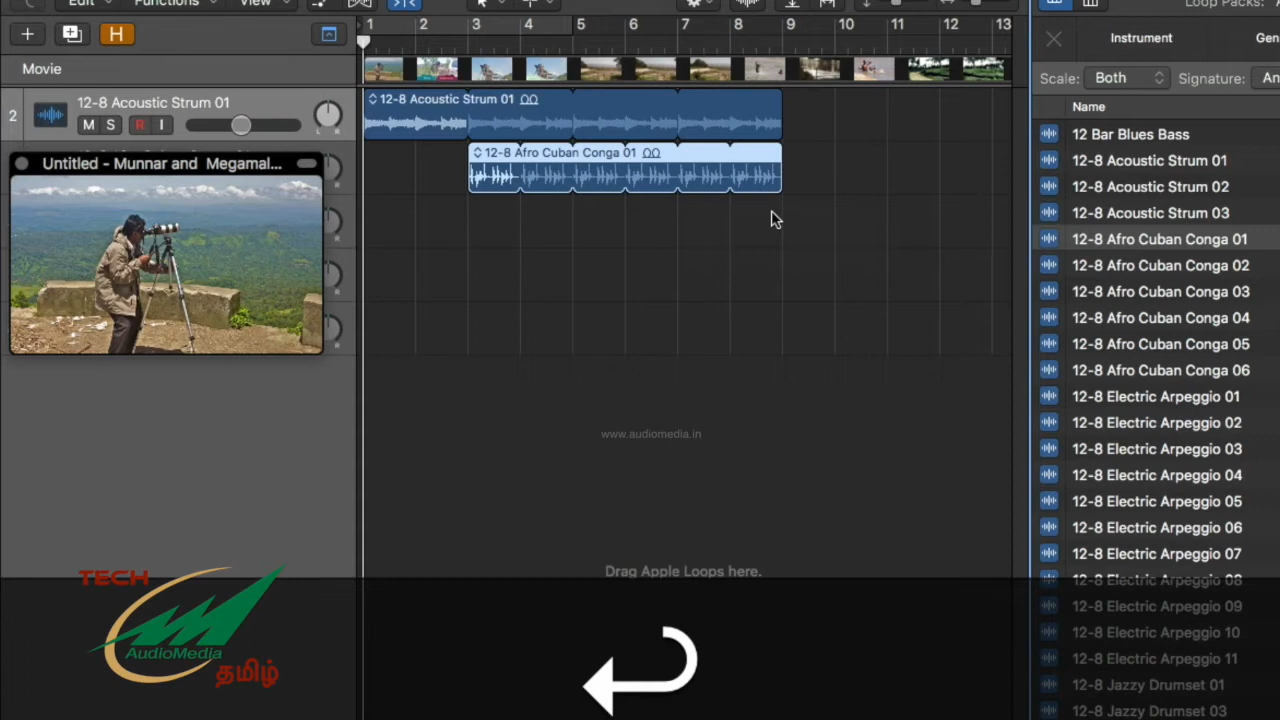 Edit Functions View
1 2 3 4 5 6 7 8 9 10 11 12 13
Loop Packs:
H
Instrument
Gen
Movie
Scale: Both Signature: An
Name
2
12-8 Acoustic Strum 01
M S R I
L R
12-8 Acoustic Strum 01
12-8 Afro Cuban Conga 01
Untitled - Munnar and Megamal...
R
R
R
R
12 Bar Blues Bass
12-8 Acoustic Strum 01
12-8 Acoustic Strum 02
12-8 Acoustic Strum 03
12-8 Afro Cuban Conga 01
12-8 Afro Cuban Conga 02
12-8 Afro Cuban Conga 03
12-8 Afro Cuban Conga 04
12-8 Afro Cuban Conga 05
12-8 Afro Cuban Conga 06
12-8 Electric Arpeggio 01
12-8 Electric Arpeggio 02
12-8 Electric Arpeggio 03
12-8 Electric Arpeggio 04
12-8 Electric Arpeggio 05
12-8 Electric Arpeggio 06
12-8 Electric Arpeggio 07
12-8 Electric Arpeggio 08
12-8 Electric Arpeggio 09
12-8 Electric Arpeggio 10
12-8 Electric Arpeggio 11
12-8 Jazzy Drumset 01
12-8 Jazzy Drumset 03
www.audiomedia.in
Drag Apple Loops here.
TECH
AudioMedia
தமிழ்